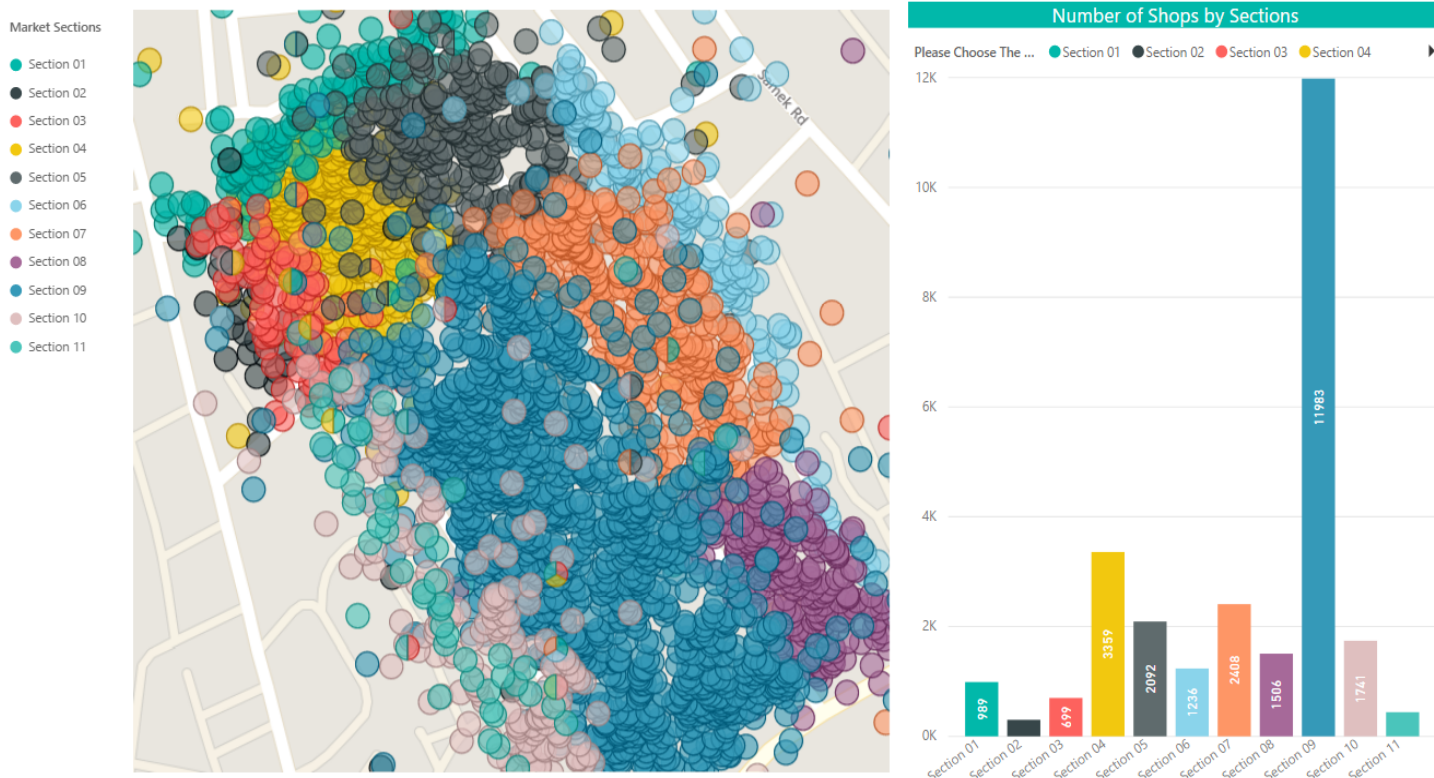 Market Sections
Section 01
Section 02
Section 03
Section 04
Section 05
Section 06
Section 07
Section 08
Section 09
Section 10
Section 11
Samek Rd
Number of Shops by Sections
Please Choose The ... Section 01 Section 02 Section 03 Section 04
12K
10K
8K
6K
4K
2K
0K
989
699
3359
2092
1236
2408
1506
11983
1741
Section 01
Section 02
Section 03
Section 04
Section 05
Section 06
Section 07
Section 08
Section 09
Section 10
Section 11